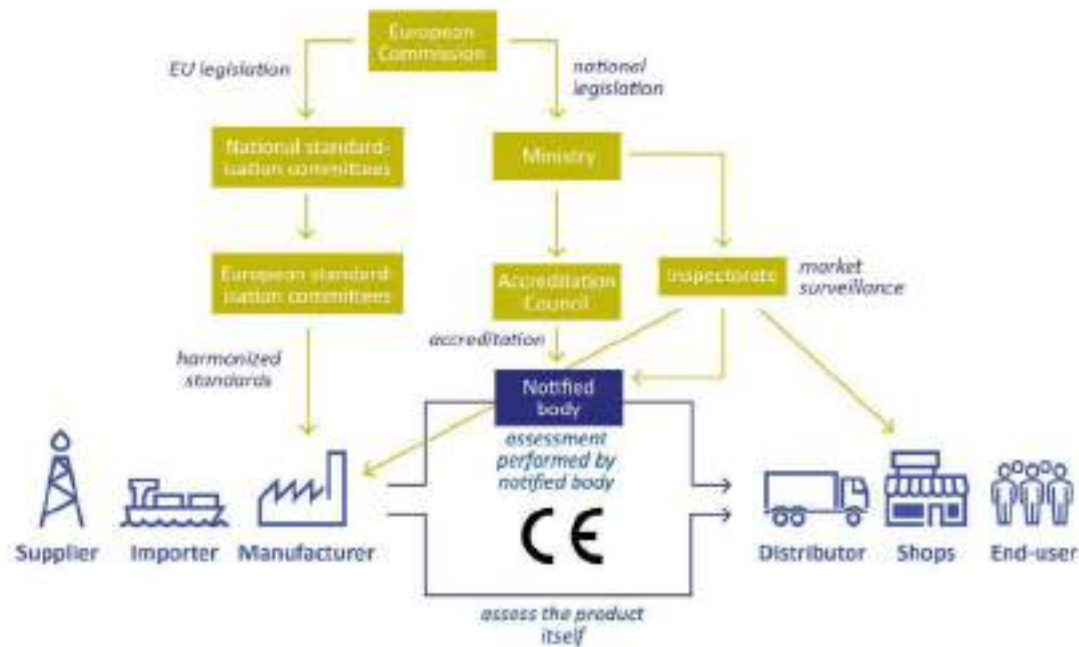 European
Commission
EU legislation
national
legislation
National standard-
isation committees
Ministry
European standard-
isation committees
Accreditation
Council
Inspectorate
market
surveillance
accreditation
harmonized
standards
Notified
body
assessment
performed by
notified body
CE
Supplier
Importer
Manufacturer
Distributor
Shops
End-user
assess the product
itself